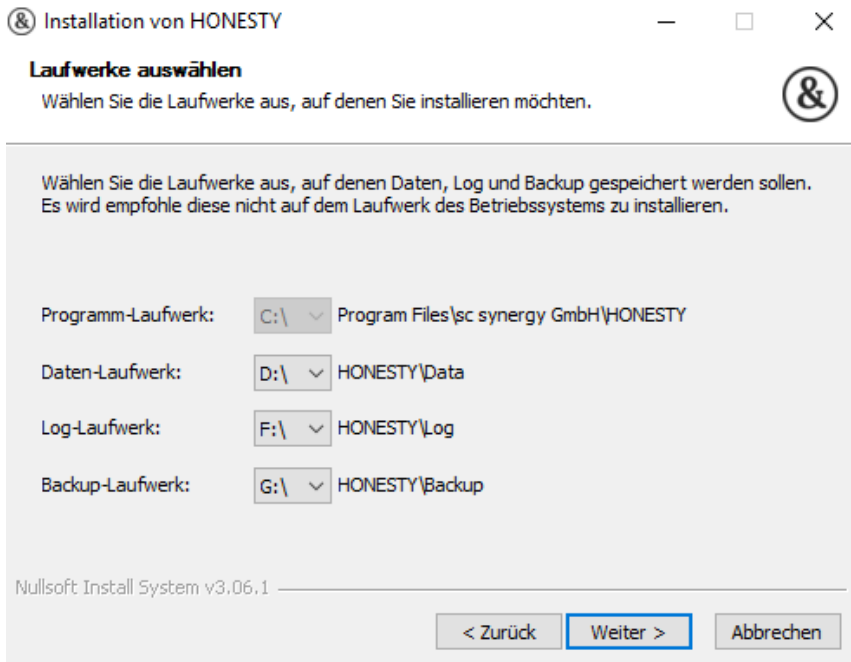 & Installation von HONESTY
Laufwerke auswählen
Wählen Sie die Laufwerke aus, auf denen Sie installieren möchten.
&
Wählen Sie die Laufwerke aus, auf denen Daten, Log und Backup gespeichert werden sollen.
Es wird empfohle diese nicht auf dem Laufwerk des Betriebssystems zu installieren.
Programm-Laufwerk: C:\ Program Files\sc synergy GmbH\HONESTY
Daten-Laufwerk: D:\ HONESTY\Data
Log-Laufwerk: F:\ HONESTY\Log
Backup-Laufwerk: G:\ HONESTY\Backup
Nullsoft Install System v3.06.1
< Zurück Weiter > Abbrechen